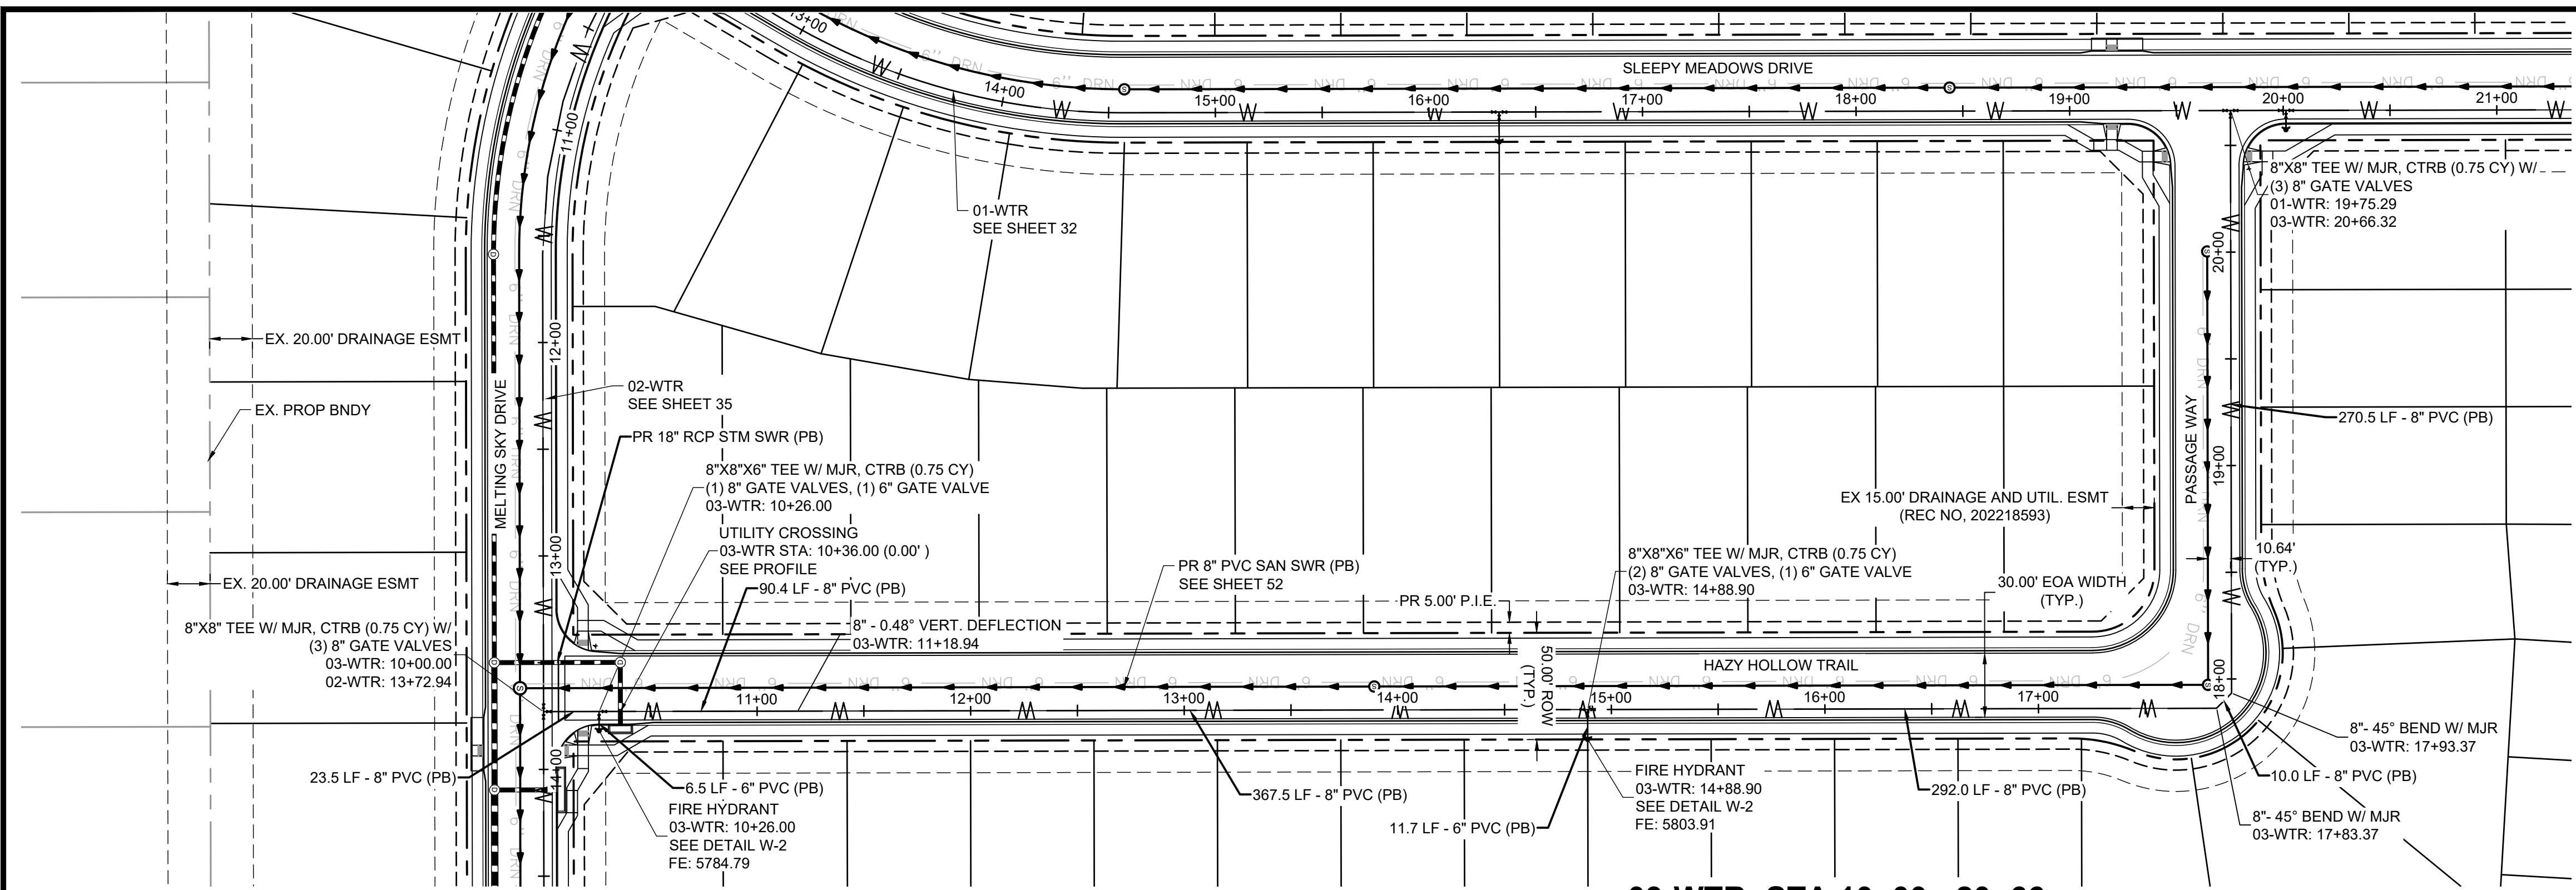 13+00
6" DRN
SLEEPY MEADOWS DRIVE
14+00
15+00
16+00
17+00
18+00
19+00
20+00
21+00
11+00
8"X8" TEE W/ MJR, CTRB (0.75 CY) W/
(3) 8" GATE VALVES
01-WTR: 19+75.29
03-WTR: 20+66.32
01-WTR
SEE SHEET 32
20+00
EX. 20.00' DRAINAGE ESMT
12+00
MELTING SKY DRIVE
02-WTR
SEE SHEET 35
EX. PROP BNDY
PASSAGE WAY
270.5 LF - 8" PVC (PB)
PR 18" RCP STM SWR (PB)
8"X8"X6" TEE W/ MJR, CTRB (0.75 CY)
(1) 8" GATE VALVES, (1) 6" GATE VALVE
03-WTR: 10+26.00
19+00
EX 15.00' DRAINAGE AND UTIL. ESMT
(REC NO, 202218593)
UTILITY CROSSING
03-WTR STA: 10+36.00 (0.00' )
SEE PROFILE
13+00
90.4 LF - 8" PVC (PB)
PR 8" PVC SAN SWR (PB)
SEE SHEET 52
8"X8"X6" TEE W/ MJR, CTRB (0.75 CY)
(2) 8" GATE VALVES, (1) 6" GATE VALVE
03-WTR: 14+88.90
10.64'
(TYP.)
EX. 20.00' DRAINAGE ESMT
30.00' EOA WIDTH
(TYP.)
PR 5.00' P.I.E.
8"X8" TEE W/ MJR, CTRB (0.75 CY) W/
(3) 8" GATE VALVES
03-WTR: 10+00.00
02-WTR: 13+72.94
8" - 0.48° VERT. DEFLECTION
03-WTR: 11+18.94
50.00' ROW
(TYP.)
HAZY HOLLOW TRAIL
18+00
11+00
12+00
13+00
14+00
15+00
16+00
17+00
8"- 45° BEND W/ MJR
03-WTR: 17+93.37
14+00
23.5 LF - 8" PVC (PB)
6.5 LF - 6" PVC (PB)
FIRE HYDRANT
03-WTR: 10+26.00
SEE DETAIL W-2
FE: 5784.79
367.5 LF - 8" PVC (PB)
11.7 LF - 6" PVC (PB)
FIRE HYDRANT
03-WTR: 14+88.90
SEE DETAIL W-2
FE: 5803.91
292.0 LF - 8" PVC (PB)
10.0 LF - 8" PVC (PB)
8"- 45° BEND W/ MJR
03-WTR: 17+83.37